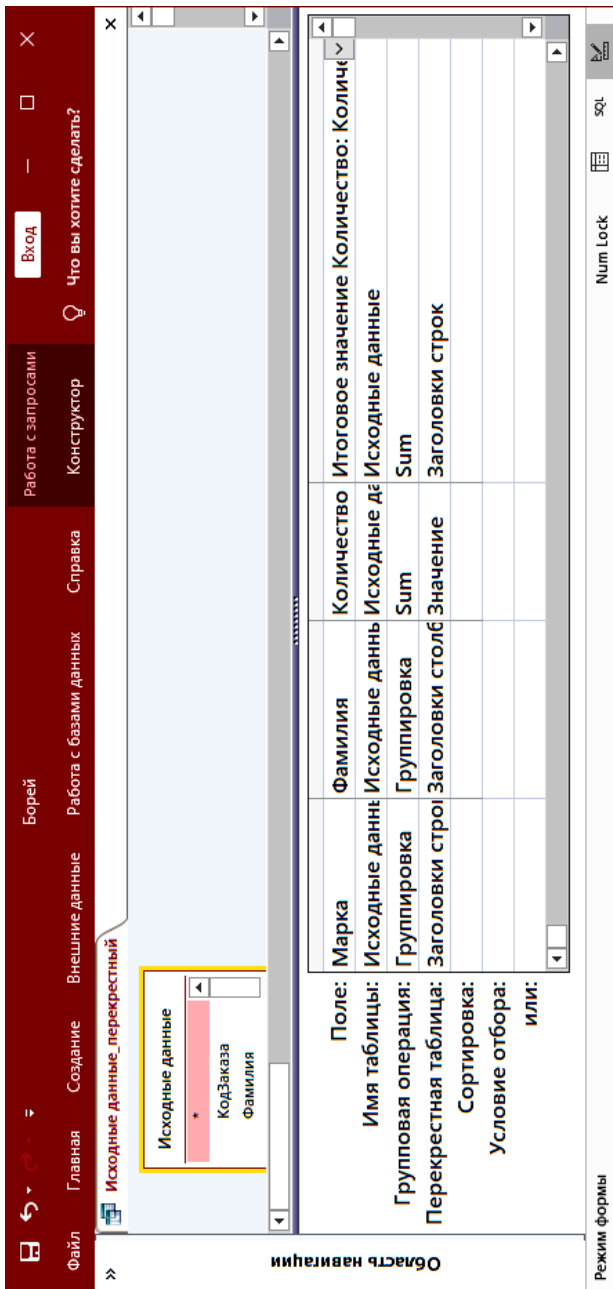 Борей
Работа с запросами
Вход
Файл Главная Создание Внешние данные Работа с базами данных Справка Конструктор Что вы хотите сделать?
Исходные данные_перекрестный
Область навигации
Исходные данные
*
КодЗаказа
Фамилия
Поле: Марка Фамилия Количество Итоговое значение Количество: Количе
Имя таблицы: Исходные даннь Исходные даннь Исходные да Исходные данные
Групповая операция: Группировка Группировка Sum Sum
Перекрестная таблица: Заголовки строк Заголовки столб Значение Заголовки строк
Сортировка:
Условие отбора:
или:
Режим формы
Num Lock
SQL